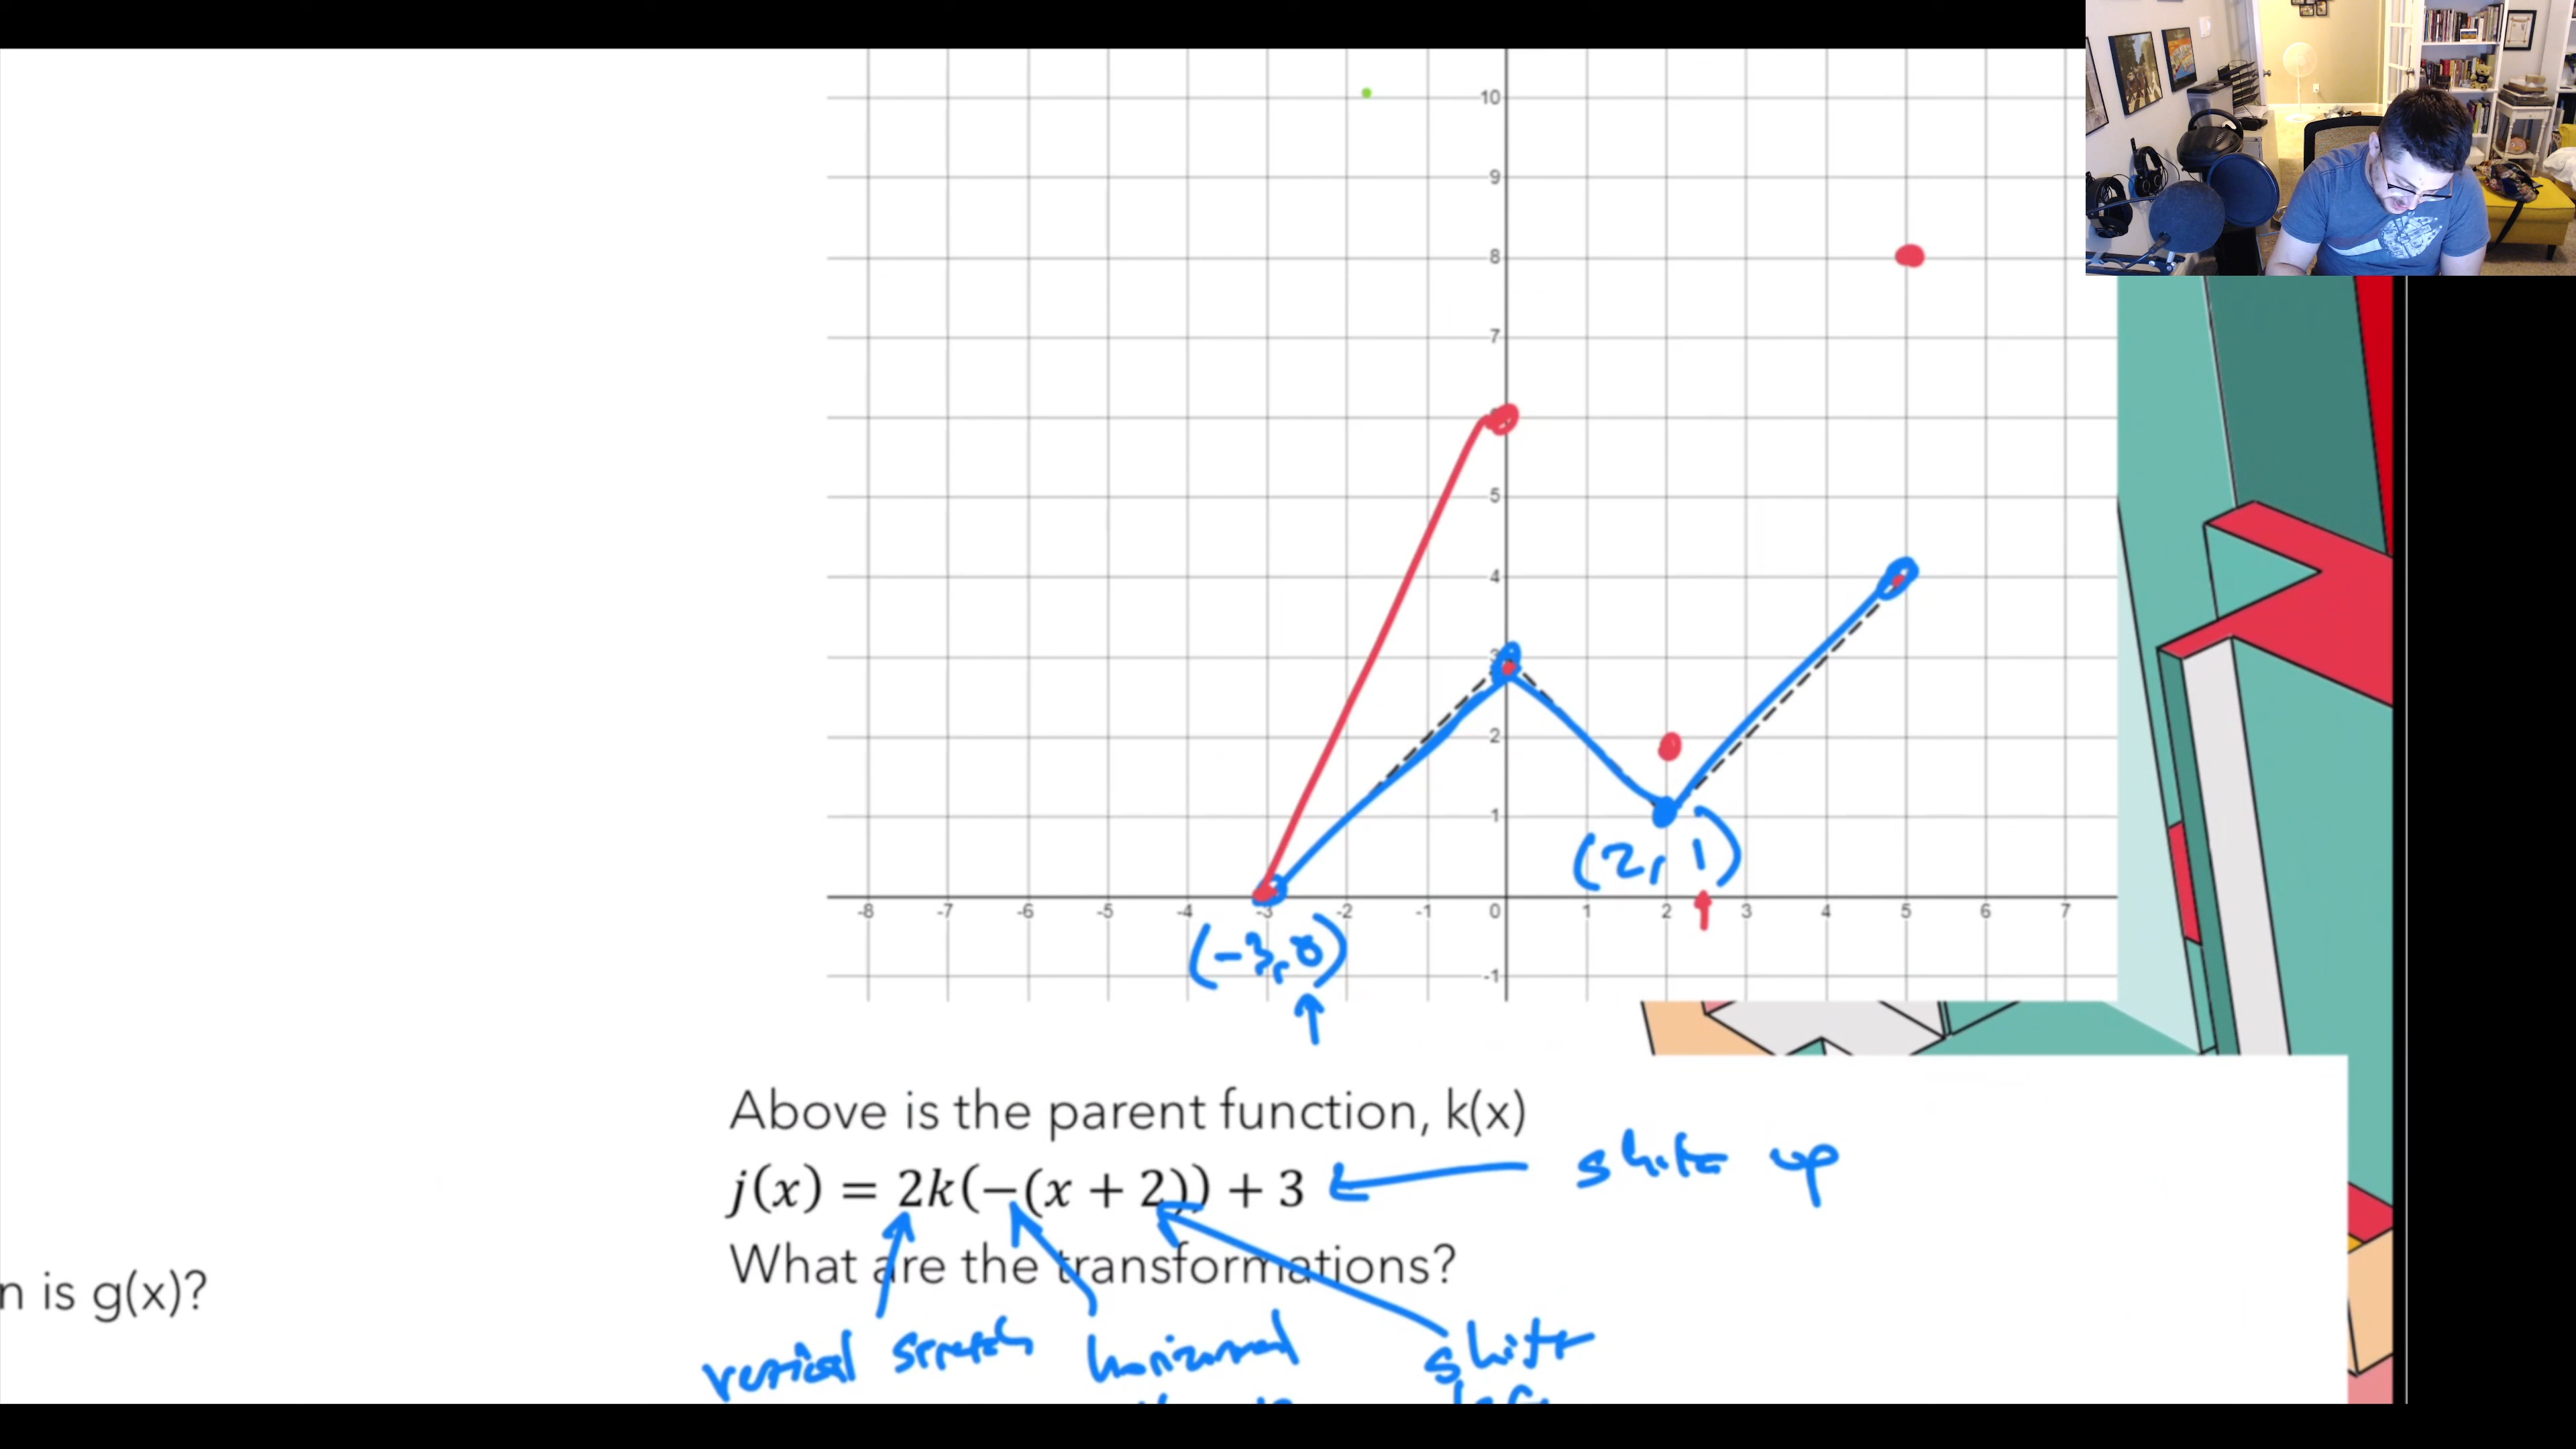 10
9
8
7
5
4
3
2
1
(2, 1)
-8 -7 -6 -5 -4 -3 -2 -1 0 1 2 3 4 5 6 7
(-3, 0)
-1
Above is the parent function, k(x)
j(x) = 2k(−(x + 2)) + 3
shift up
What are the transformations?
n is g(x)?
vertical stretch horizontal shift